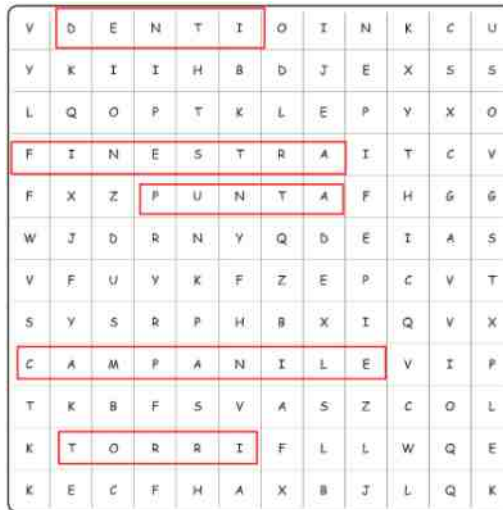 V D E N T I O I N K C U
Y K I I H B D J E X S S
L Q O P T K L E P Y X O
F I N E S T R A I T C V
F X Z P U N T A F H G G
W J D R N Y Q D E I A S
V F U Y K F Z E P C V T
S Y S R P H B X I Q V X
C A M P A N I L E V I P
T K B F S V A S Z C O L
K T O R R I F L L W Q E
K E C F H A X B J L Q K